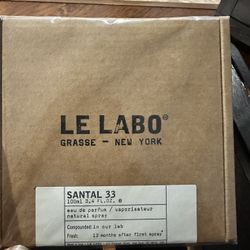 LE LABO®
GRASSE - NEW YORK
SANTAL 33
100ml 3.4 fl.oz. ℮
eau de parfum / vaporisateur
natural spray
Compounded: in our lab
Fresh: 12 months after first spray